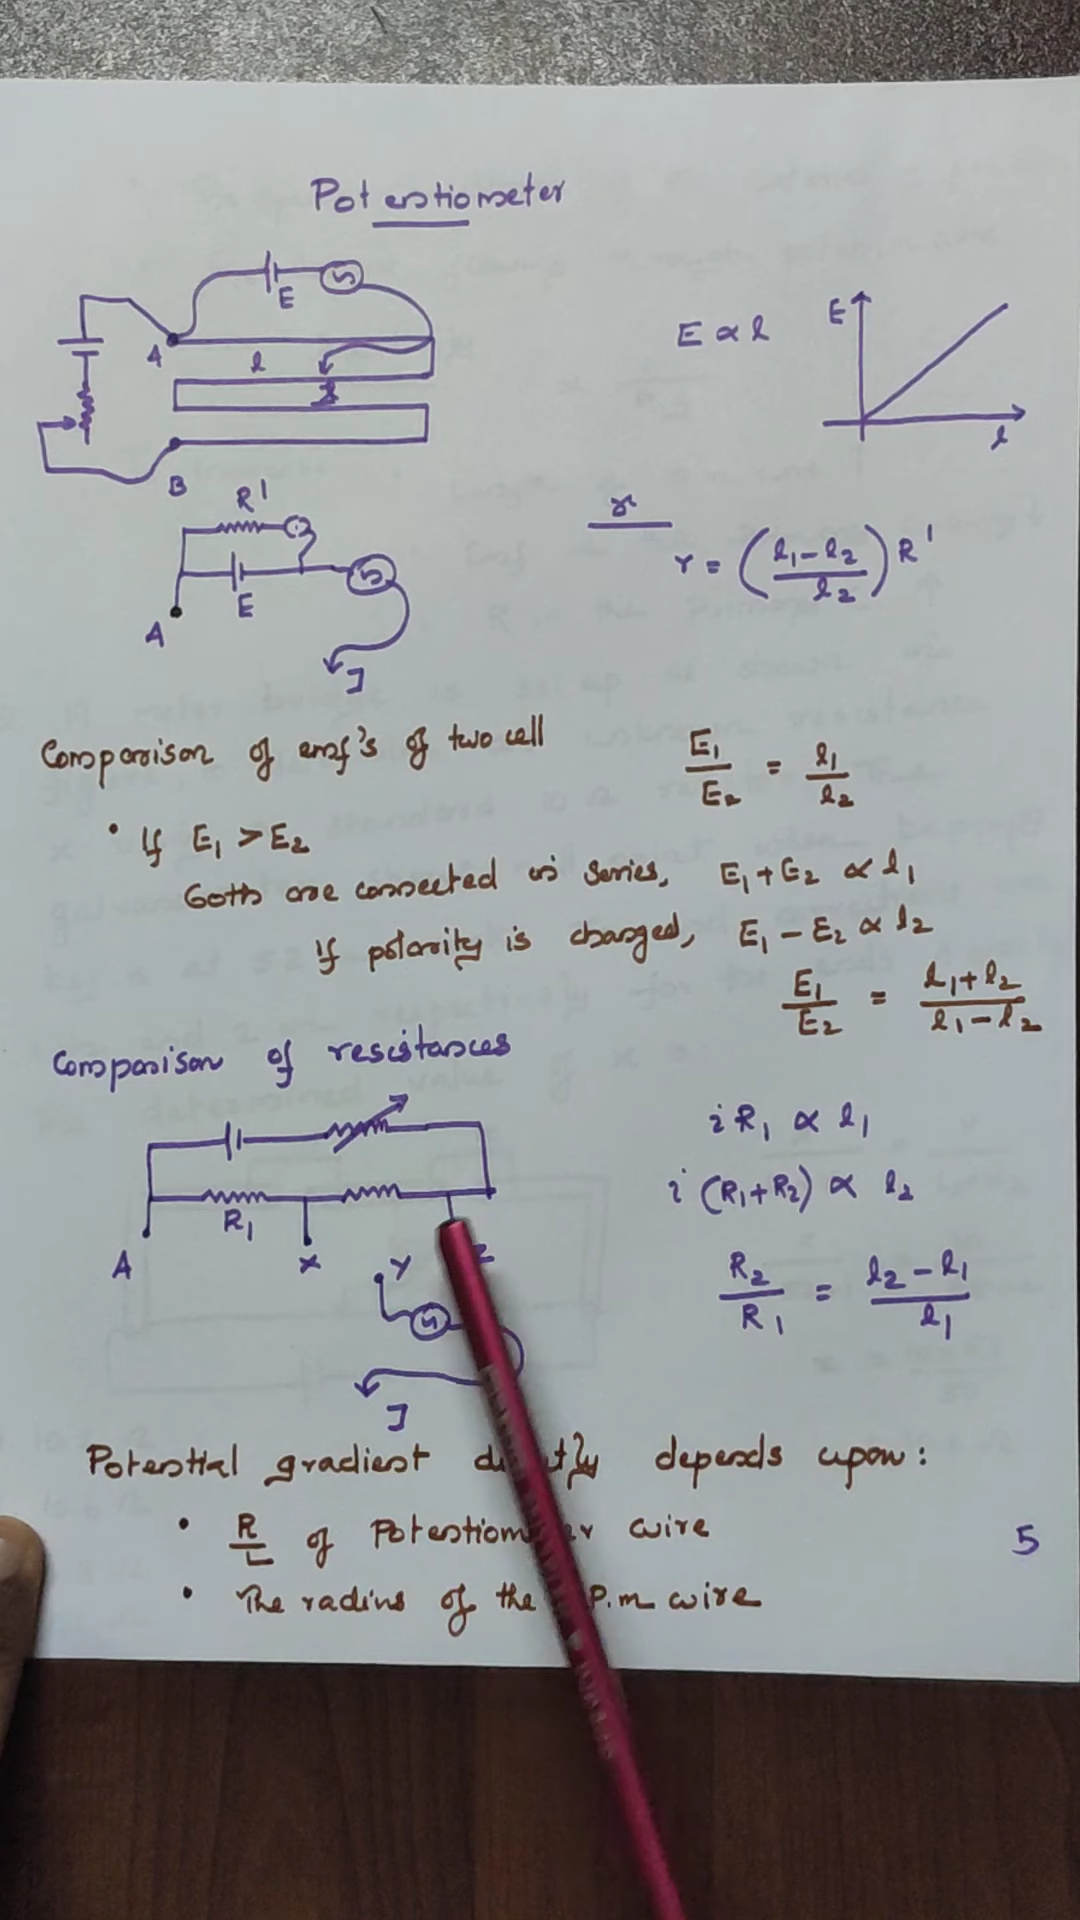 Potentiometer
E
G
A
l
J
B
E ∝ l
E
l
R'
E
G
A
J
r
r = (l₁-l₂ / l₂) R'
Comparison of emf's of two cell
E₁/E₂ = l₁/l₂
• If E₁ > E₂
Both are connected in series, E₁+E₂ ∝ l₁
If polarity is changed, E₁-E₂ ∝ l₂
E₁/E₂ = l₁+l₂ / l₁-l₂
Comparison of resistances
R₁
A
X
Y
G
J
i R₁ ∝ l₁
i (R₁+R₂) ∝ l₂
R₂/R₁ = l₂-l₁ / l₁
Potential gradient depends upon:
• R/L of Potentiometer wire
• The radius of the P.m wire
5